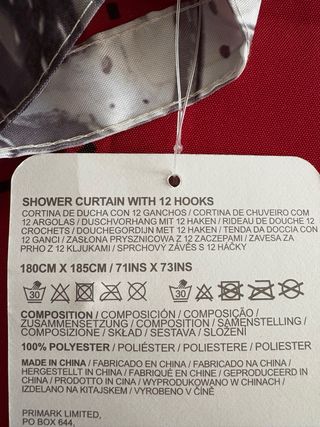 SHOWER CURTAIN WITH 12 HOOKS
CORTINA DE DUCHA CON 12 GANCHOS / CORTINA DE CHUVEIRO COM
12 ARGOLAS / DUSCHVORHANG MIT 12 HAKEN / RIDEAU DE DOUCHE 12
CROCHETS / DOUCHEGORDIJN MET 12 HAKEN / TENDA DA DOCCIA CON
12 GANCI / ZASŁONA PRYSZNICOWA Z 12 ZACZEPAMI / ZAVESA ZA
PRHO Z 12 KLJUKAMI / SPRCHOVÝ ZÁVĚS S 12 HÁČKY
180CM X 185CM / 71INS X 73INS
30 30
COMPOSITION / COMPOSICIÓN / COMPOSIÇÃO /
ZUSAMMENSETZUNG / COMPOSITION / SAMENSTELLING /
COMPOSIZIONE / SKŁAD / SESTAVA / SLOŽENÍ
100% POLYESTER / POLIÉSTER / POLIESTERE / POLIESTER
MADE IN CHINA / FABRICADO EN CHINA / FABRICADO NA CHINA /
HERGESTELLT IN CHINA / FABRIQUÉ EN CHINE / GEPRODUCEERD IN
CHINA / PRODOTTO IN CINA / WYPRODUKOWANO W CHINACH /
IZDELANO NA KITAJSKEM / VYROBENO V ČÍNĚ
PRIMARK LIMITED,
PO BOX 644,